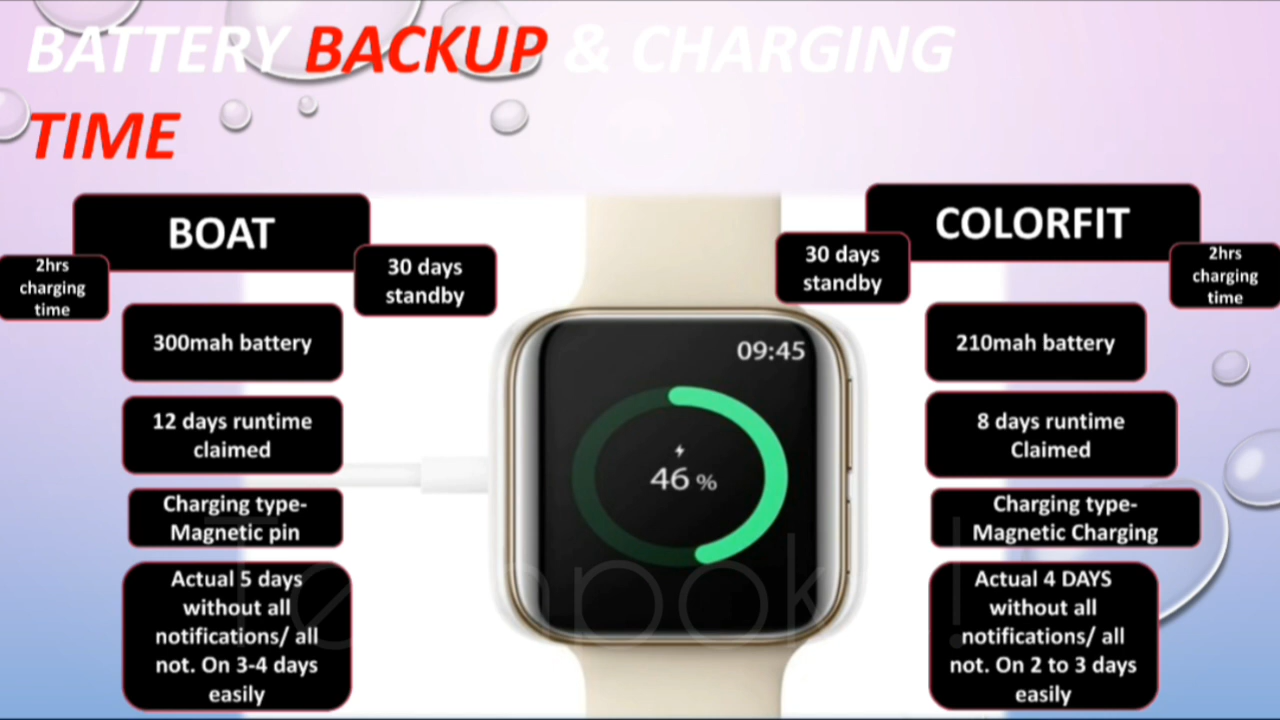 BATTERY BACKUP & CHARGING
TIME
BOAT
2hrs
charging
time
30 days
standby
300mah battery
12 days runtime
claimed
Charging type-
Magnetic pin
Actual 5 days
without all
notifications/ all
not. On 3-4 days
easily
09:45
46 %
COLORFIT
30 days
standby
2hrs
charging
time
210mah battery
8 days runtime
Claimed
Charging type-
Magnetic Charging
Actual 4 DAYS
without all
notifications/ all
not. On 2 to 3 days
easily